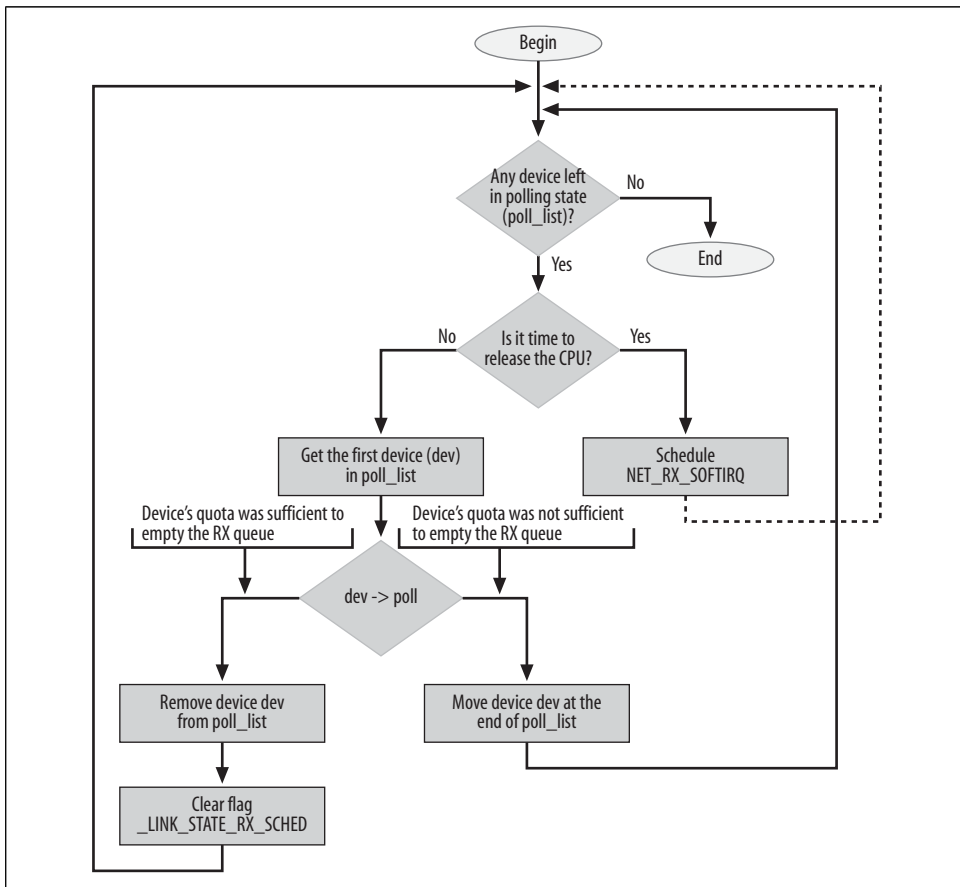 Begin
Any device left
in polling state
(poll_list)?
No
End
Yes
Is it time to
release the CPU?
No
Yes
Get the first device (dev)
in poll_list
Schedule
NET_RX_SOFTIRQ
Device's quota was sufficient to
empty the RX queue
Device's quota was not sufficient
to empty the RX queue
dev -> poll
Remove device dev
from poll_list
Move device dev at the
end of poll_list
Clear flag
_LINK_STATE_RX_SCHED